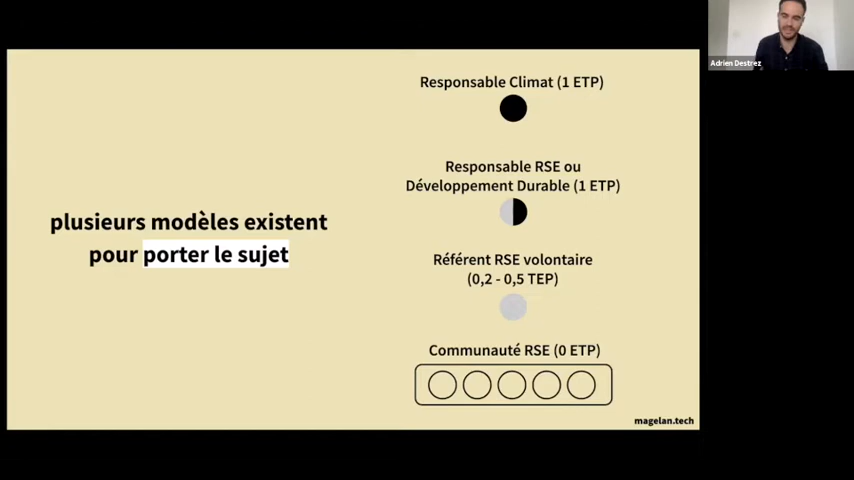 Adrien Destrez
plusieurs modèles existent
pour porter le sujet
Responsable Climat (1 ETP)
Responsable RSE ou
Développement Durable (1 ETP)
Référent RSE volontaire
(0,2 - 0,5 TEP)
Communauté RSE (0 ETP)
magelan.tech